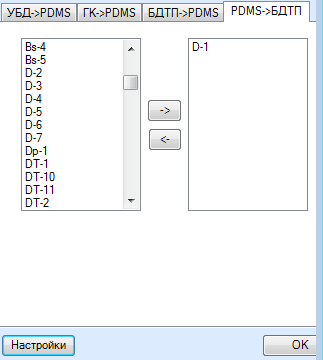 УБД->PDMS ГК->PDMS БДТП->PDMS PDMS->БДТП
Bs-4
Bs-5
D-2
D-3
D-4
D-5
D-6
D-7
Dp-1
DT-1
DT-10
DT-11
DT-2
->
<-
D-1
Настройки OK